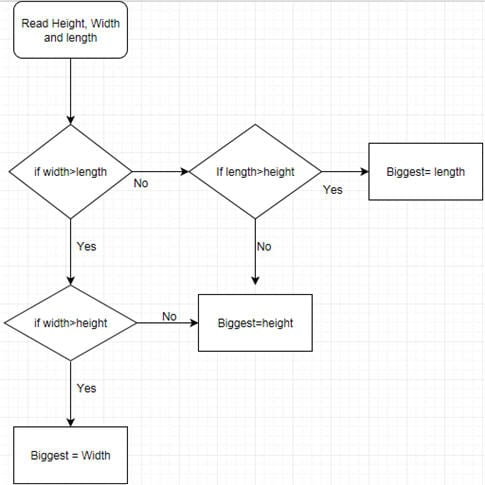 Read Height, Width
and length
if width>length
No
If length>height
Yes
Biggest= length
Yes
No
if width>height
No
Biggest=height
Yes
Biggest = Width